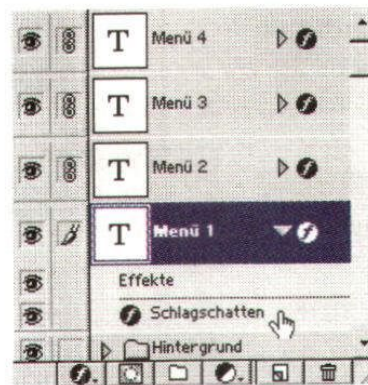 T Menü 4
T Menü 3
T Menü 2
T Menü 1
Effekte
Schlagschatten
Hintergrund